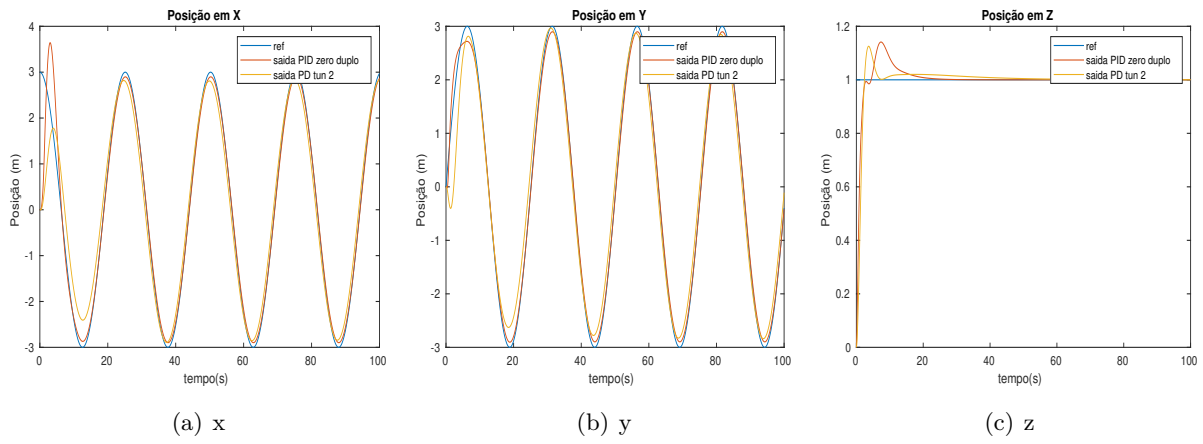 Posição em X
4
3
2
1
0
-1
-2
-3
Posição (m)
0 20 40 60 80 100
tempo(s)
ref
saida PID zero duplo
saida PD tun 2
(a) x
Posição em Y
3
2
1
0
-1
-2
-3
Posição (m)
0 20 40 60 80 100
tempo(s)
ref
saida PID zero duplo
saida PD tun 2
(b) y
Posição em Z
1.2
1
0.8
0.6
0.4
0.2
0
Posição (m)
0 20 40 60 80 100
tempo(s)
ref
saida PID zero duplo
saida PD tun 2
(c) z